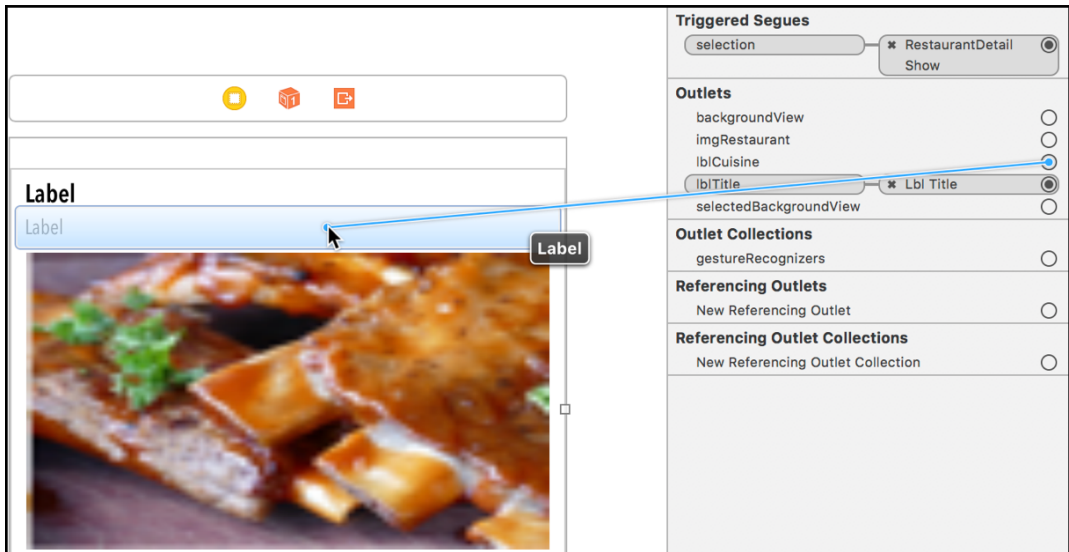 Label
Label
Label
Triggered Segues
selection
RestaurantDetail
Show
Outlets
backgroundView
imgRestaurant
lblCuisine
lblTitle
Lbl Title
selectedBackgroundView
Outlet Collections
gestureRecognizers
Referencing Outlets
New Referencing Outlet
Referencing Outlet Collections
New Referencing Outlet Collection